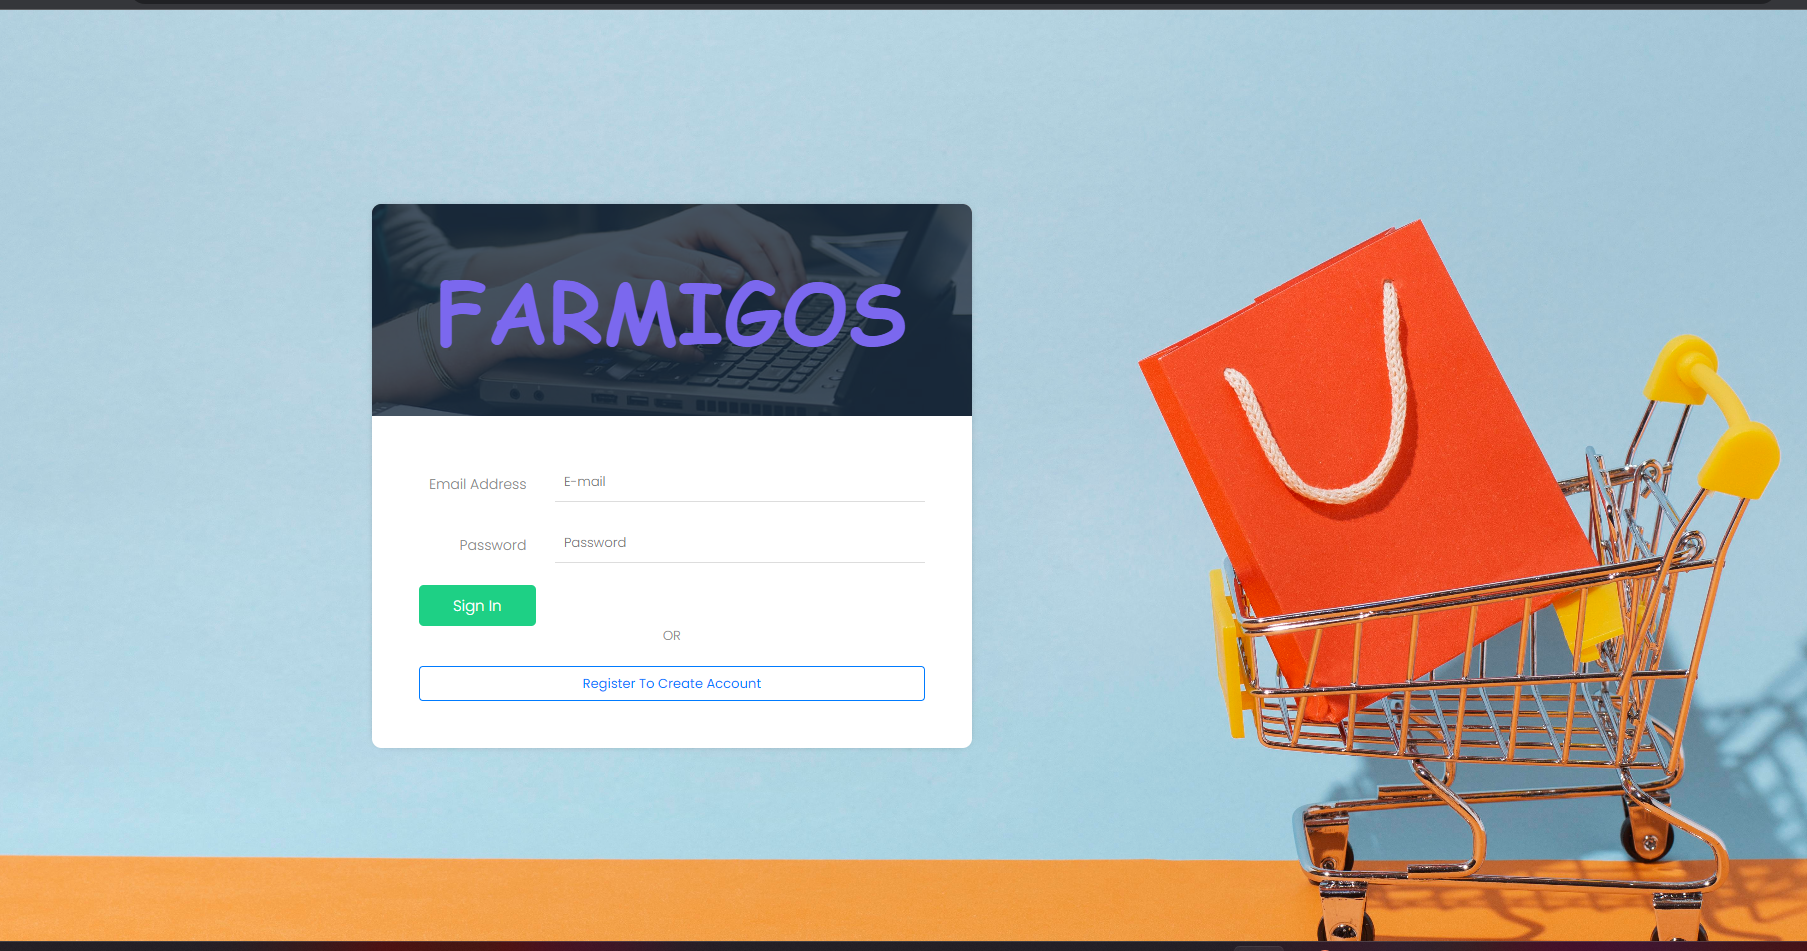 FARMIGOS
Email Address
E-mail
Password
Password
Sign In
OR
Register To Create Account